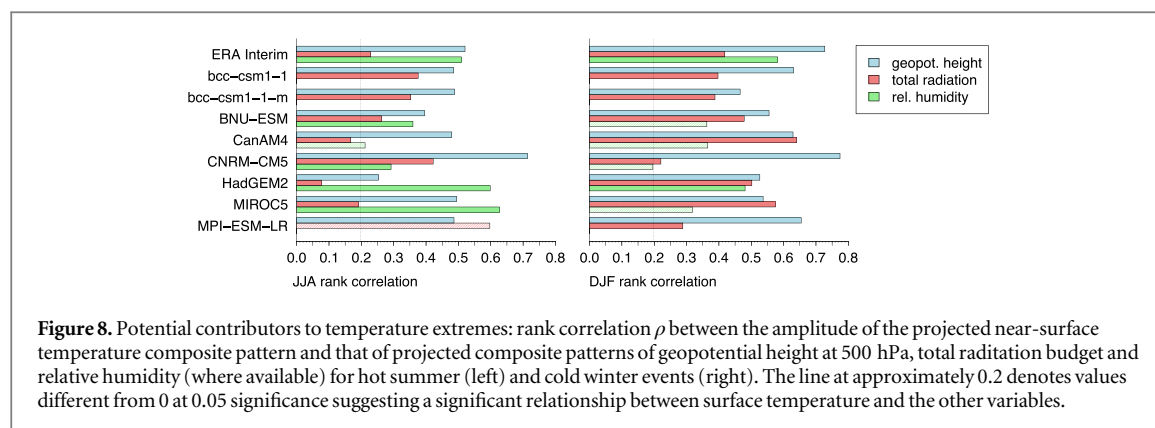 ERA Interim
bcc–csm1–1
bcc–csm1–1–m
BNU–ESM
CanAM4
CNRM–CM5
HadGEM2
MIROC5
MPI–ESM–LR
0.0 0.1 0.2 0.3 0.4 0.5 0.6 0.7 0.8
JJA rank correlation
0.0 0.1 0.2 0.3 0.4 0.5 0.6 0.7 0.8
DJF rank correlation
geopot. height
total radiation
rel. humidity
Figure 8. Potential contributors to temperature extremes: rank correlation ρ between the amplitude of the projected near-surface
temperature composite pattern and that of projected composite patterns of geopotential height at 500 hPa, total raditation budget and
relative humidity (where available) for hot summer (left) and cold winter events (right). The line at approximately 0.2 denotes values
different from 0 at 0.05 significance suggesting a significant relationship between surface temperature and the other variables.